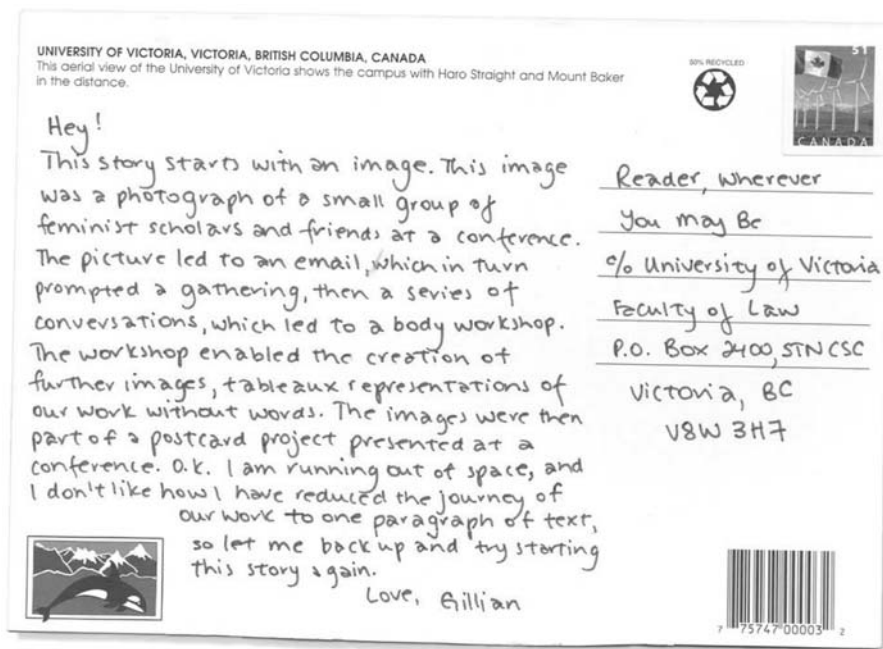 UNIVERSITY OF VICTORIA, VICTORIA, BRITISH COLUMBIA, CANADA
This aerial view of the University of Victoria shows the campus with Haro Straight and Mount Baker
in the distance.
50% RECYCLED
51
CANADA
Hey!
This story starts with an image. This image
was a photograph of a small group of
feminist scholars and friends at a conference.
The picture led to an email, which in turn
prompted a gathering, then a series of
conversations, which led to a body workshop.
The workshop enabled the creation of
further images, tableaux representations of
our work without words. The images were then
part of a postcard project presented at a
conference. O.K. I am running out of space, and
I don't like how I have reduced the journey of
our work to one paragraph of text,
so let me back up and try starting
this story again.
Love, Gillian
Reader, wherever
You may Be
c/o University of Victoria
Faculty of Law
P.O. Box 2400, STN CSC
Victoria, BC
V8W 3H7
7 75747 00003 2